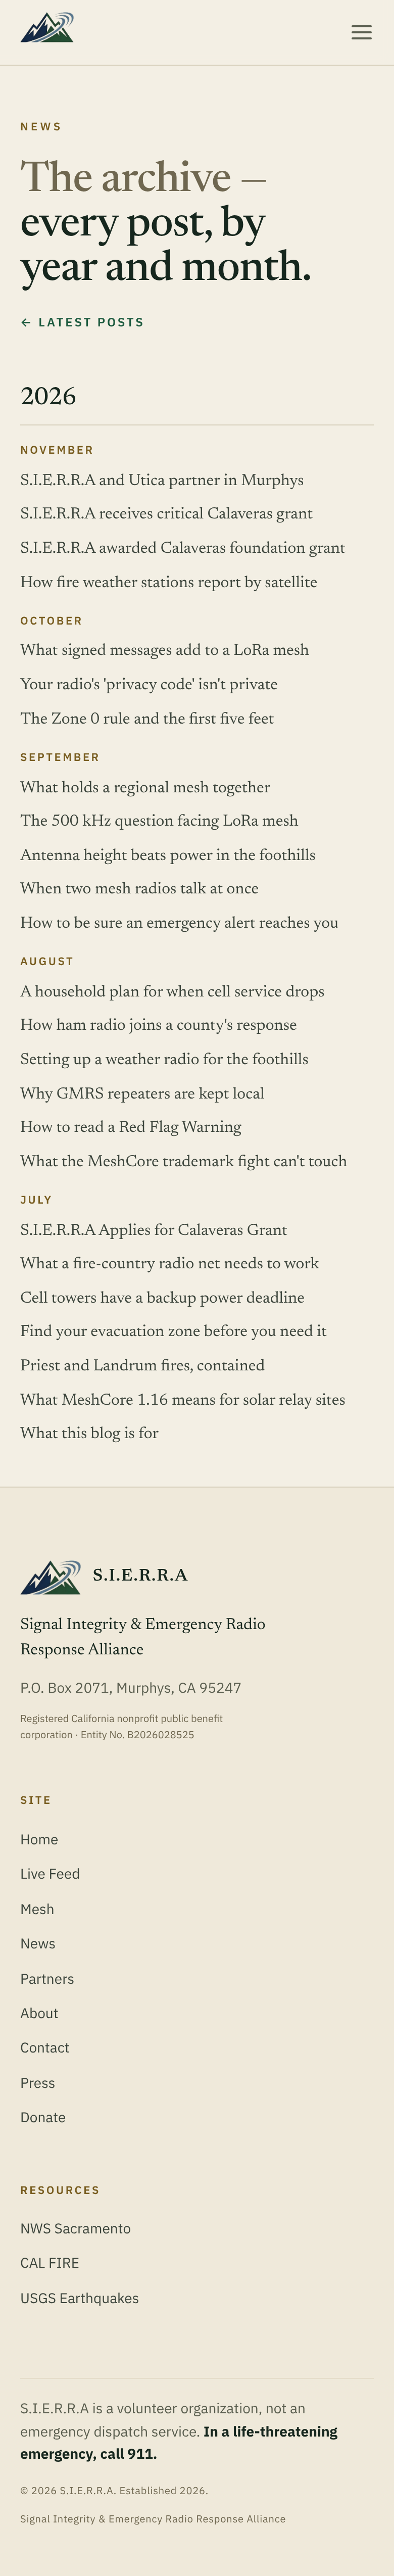 NEWS
The archive —
every post, by
year and month.
← LATEST POSTS
2026
NOVEMBER
S.I.E.R.R.A and Utica partner in Murphys
S.I.E.R.R.A receives critical Calaveras grant
S.I.E.R.R.A awarded Calaveras foundation grant
How fire weather stations report by satellite
OCTOBER
What signed messages add to a LoRa mesh
Your radio's 'privacy code' isn't private
The Zone 0 rule and the first five feet
SEPTEMBER
What holds a regional mesh together
The 500 kHz question facing LoRa mesh
Antenna height beats power in the foothills
When two mesh radios talk at once
How to be sure an emergency alert reaches you
AUGUST
A household plan for when cell service drops
How ham radio joins a county's response
Setting up a weather radio for the foothills
Why GMRS repeaters are kept local
How to read a Red Flag Warning
What the MeshCore trademark fight can't touch
JULY
S.I.E.R.R.A Applies for Calaveras Grant
What a fire-country radio net needs to work
Cell towers have a backup power deadline
Find your evacuation zone before you need it
Priest and Landrum fires, contained
What MeshCore 1.16 means for solar relay sites
What this blog is for
S.I.E.R.R.A
Signal Integrity & Emergency Radio
Response Alliance
P.O. Box 2071, Murphys, CA 95247
Registered California nonprofit public benefit
corporation · Entity No. B2026028525
SITE
Home
Live Feed
Mesh
News
Partners
About
Contact
Press
Donate
RESOURCES
NWS Sacramento
CAL FIRE
USGS Earthquakes
S.I.E.R.R.A is a volunteer organization, not an
emergency dispatch service. In a life-threatening
emergency, call 911.
© 2026 S.I.E.R.R.A. Established 2026.
Signal Integrity & Emergency Radio Response Alliance